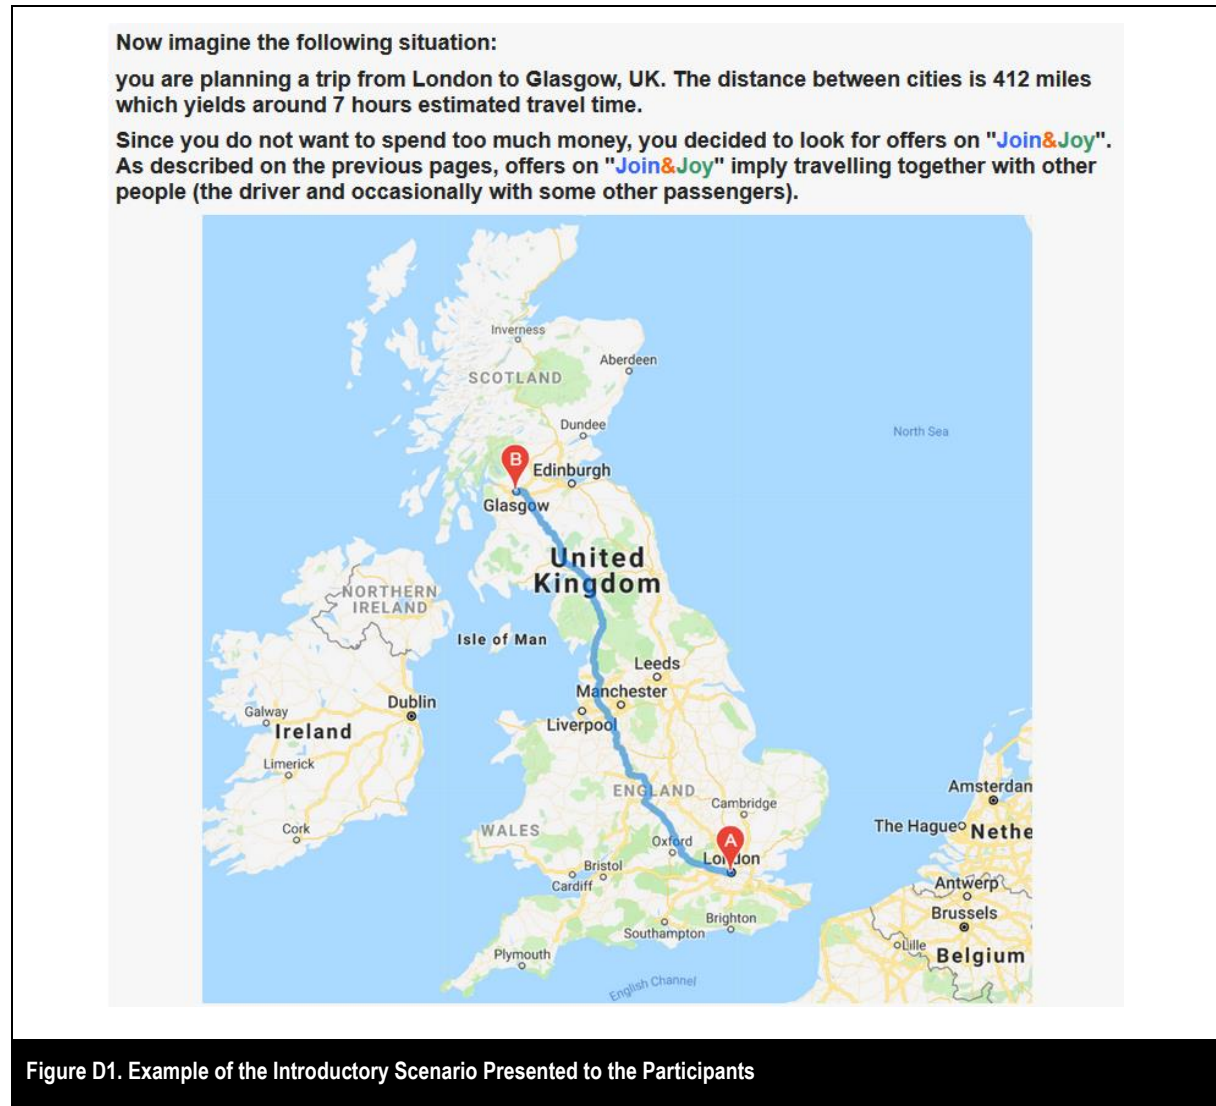 Now imagine the following situation:
you are planning a trip from London to Glasgow, UK. The distance between cities is 412 miles
which yields around 7 hours estimated travel time.
Since you do not want to spend too much money, you decided to look for offers on "Join&Joy".
As described on the previous pages, offers on "Join&Joy" imply travelling together with other
people (the driver and occasionally with some other passengers).
Inverness
Aberdeen
SCOTLAND
Dundee
North Sea
B
Edinburgh
Glasgow
United
Kingdom
NORTHERN
IRELAND
Isle of Man
Leeds
Manchester
Dublin
Galway
Liverpool
Ireland
Limerick
Amsterdan
ENGLAND
Cambridge
The Hague
Nethe
Cork
WALES
Oxford
A
London
Bristol
Cardiff
Antwerp
Brussels
Brighton
Southampton
Lille
Belgium
Plymouth
English Channel
Figure D1. Example of the Introductory Scenario Presented to the Participants